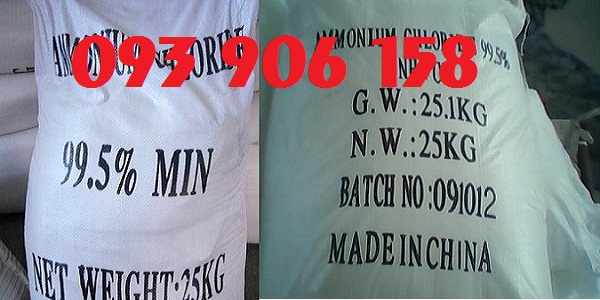 093 906 158
AMMONIUM CHLORIDE
99.5% MIN
NET WEIGHT:25KG
AMMONIUM CHLORIDE 99.5%
G.W.:25.1KG
N.W.:25KG
BATCH NO:091012
MADE IN CHINA